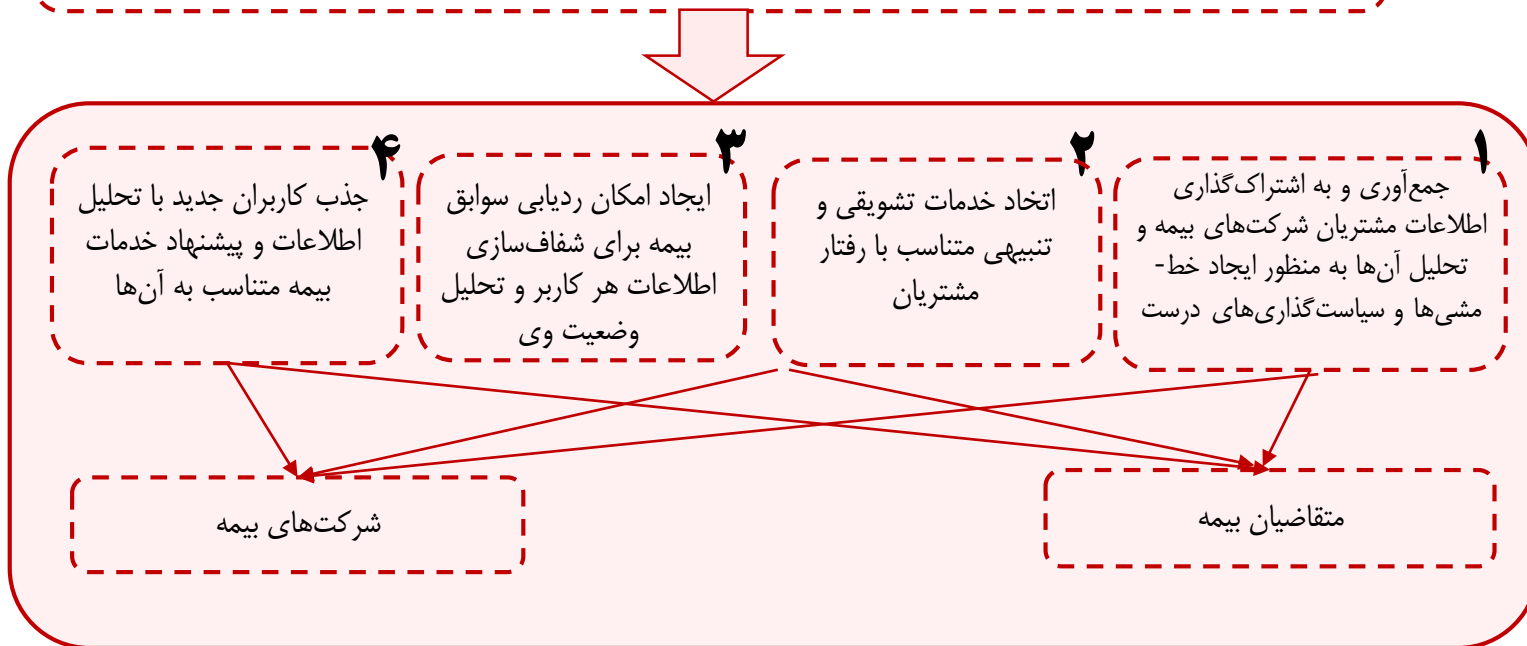 ۱
جمع‌آوری و به اشتراک‌گذاری
اطلاعات مشتریان شرکت‌های بیمه و
تحلیل آن‌ها به منظور ایجاد خط-
مشی‌ها و سیاست‌گذاری‌های درست
۲
اتخاد خدمات تشویقی و
تنبیهی متناسب با رفتار
مشتریان
۳
ایجاد امکان ردیابی سوابق
بیمه برای شفاف‌سازی
اطلاعات هر کاربر و تحلیل
وضعیت وی
۴
جذب کاربران جدید با تحلیل
اطلاعات و پیشنهاد خدمات
بیمه متناسب به آن‌ها
متقاضیان بیمه
شرکت‌های بیمه